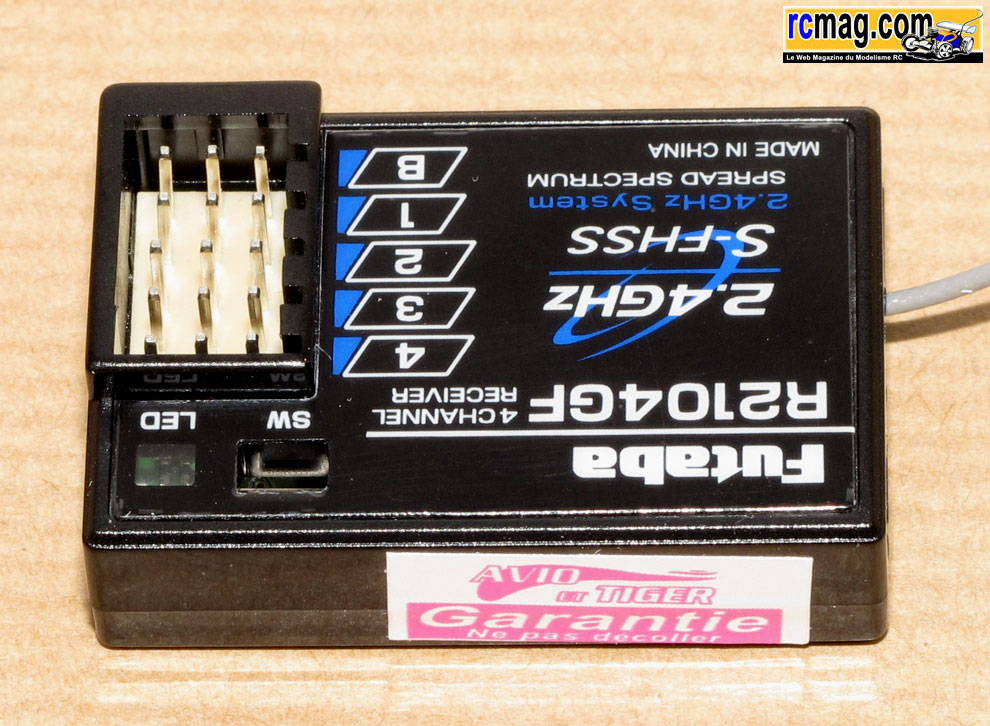 rcmag.com
Le Web Magazine du Modelisme RC
Futaba
R2104GF
4 CHANNEL
RECEIVER
2.4GHz
S-FHSS
2.4GHz System
SPREAD SPECTRUM
MADE IN CHINA
4
3
2
1
B
SW
LED
AVIO
ET TIGER
Garantie
Ne pas décoller